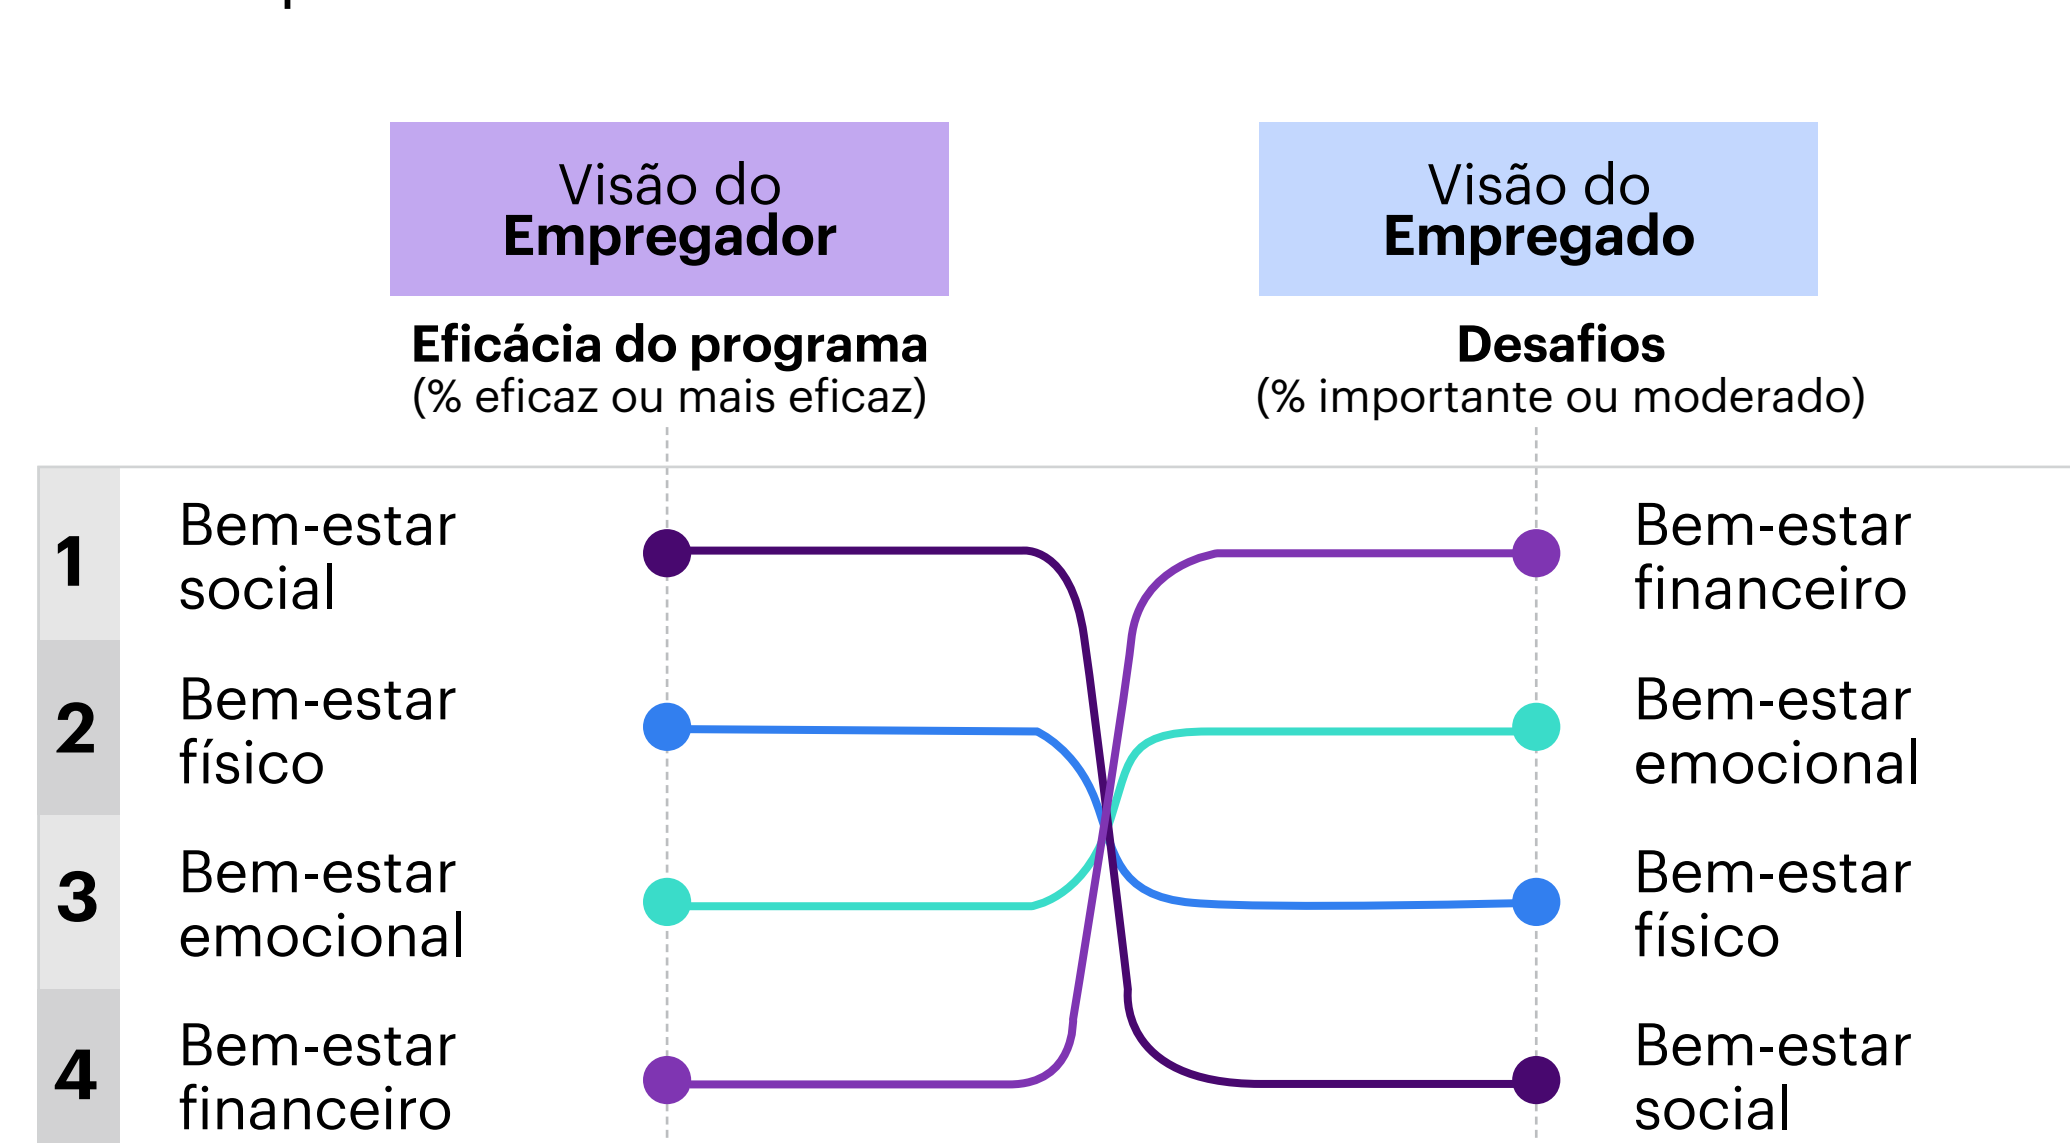 Visão do
Empregador
Visão do
Empregado
Eficácia do programa
(% eficaz ou mais eficaz)
Desafios
(% importante ou moderado)
1
Bem-estar
social
Bem-estar
financeiro
2
Bem-estar
físico
Bem-estar
emocional
3
Bem-estar
emocional
Bem-estar
físico
4
Bem-estar
financeiro
Bem-estar
social